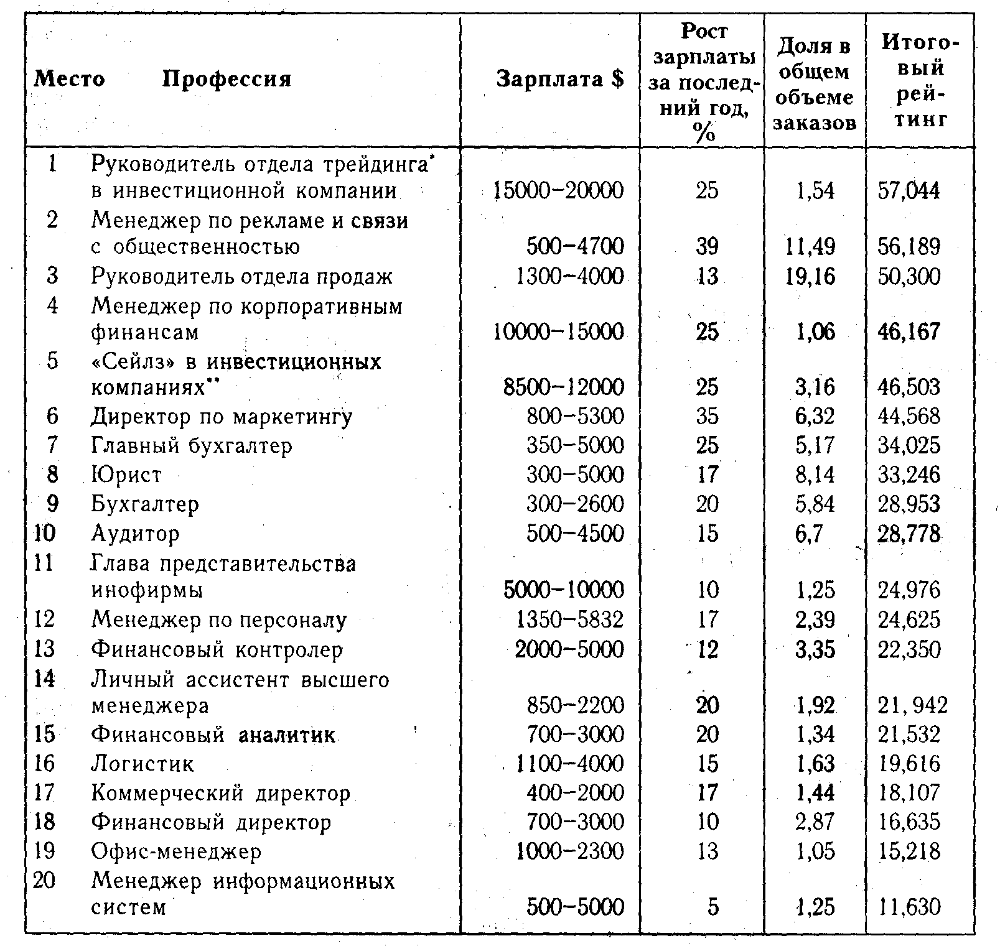 Место Профессия Зарплата $ Рост зарплаты за послед- ний год, % Доля в общем объеме заказов Итого- вый рей- тинг
1 Руководитель отдела трейдинга*
в инвестиционной компании 15000–20000 25 1,54 57,044
2 Менеджер по рекламе и связи
с общественностью 500–4700 39 11,49 56,189
3 Руководитель отдела продаж 1300–4000 13 19,16 50,300
4 Менеджер по корпоративным
финансам 10000–15000 25 1,06 46,167
5 «Сейлз» в инвестиционных
компаниях** 8500–12000 25 3,16 46,503
6 Директор по маркетингу 800–5300 35 6,32 44,568
7 Главный бухгалтер 350–5000 25 5,17 34,025
8 Юрист 300–5000 17 8,14 33,246
9 Бухгалтер 300–2600 20 5,84 28,953
10 Аудитор 500–4500 15 6,7 28,778
11 Глава представительства
инофирмы 5000–10000 10 1,25 24,976
12 Менеджер по персоналу 1350–5832 17 2,39 24,625
13 Финансовый контролер 2000–5000 12 3,35 22,350
14 Личный ассистент высшего
менеджера 850–2200 20 1,92 21,942
15 Финансовый аналитик 700–3000 20 1,34 21,532
16 Логистик 1100–4000 15 1,63 19,616
17 Коммерческий директор 400–2000 17 1,44 18,107
18 Финансовый директор 700–3000 10 2,87 16,635
19 Офис-менеджер 1000–2300 13 1,05 15,218
20 Менеджер информационных
систем 500–5000 5 1,25 11,630